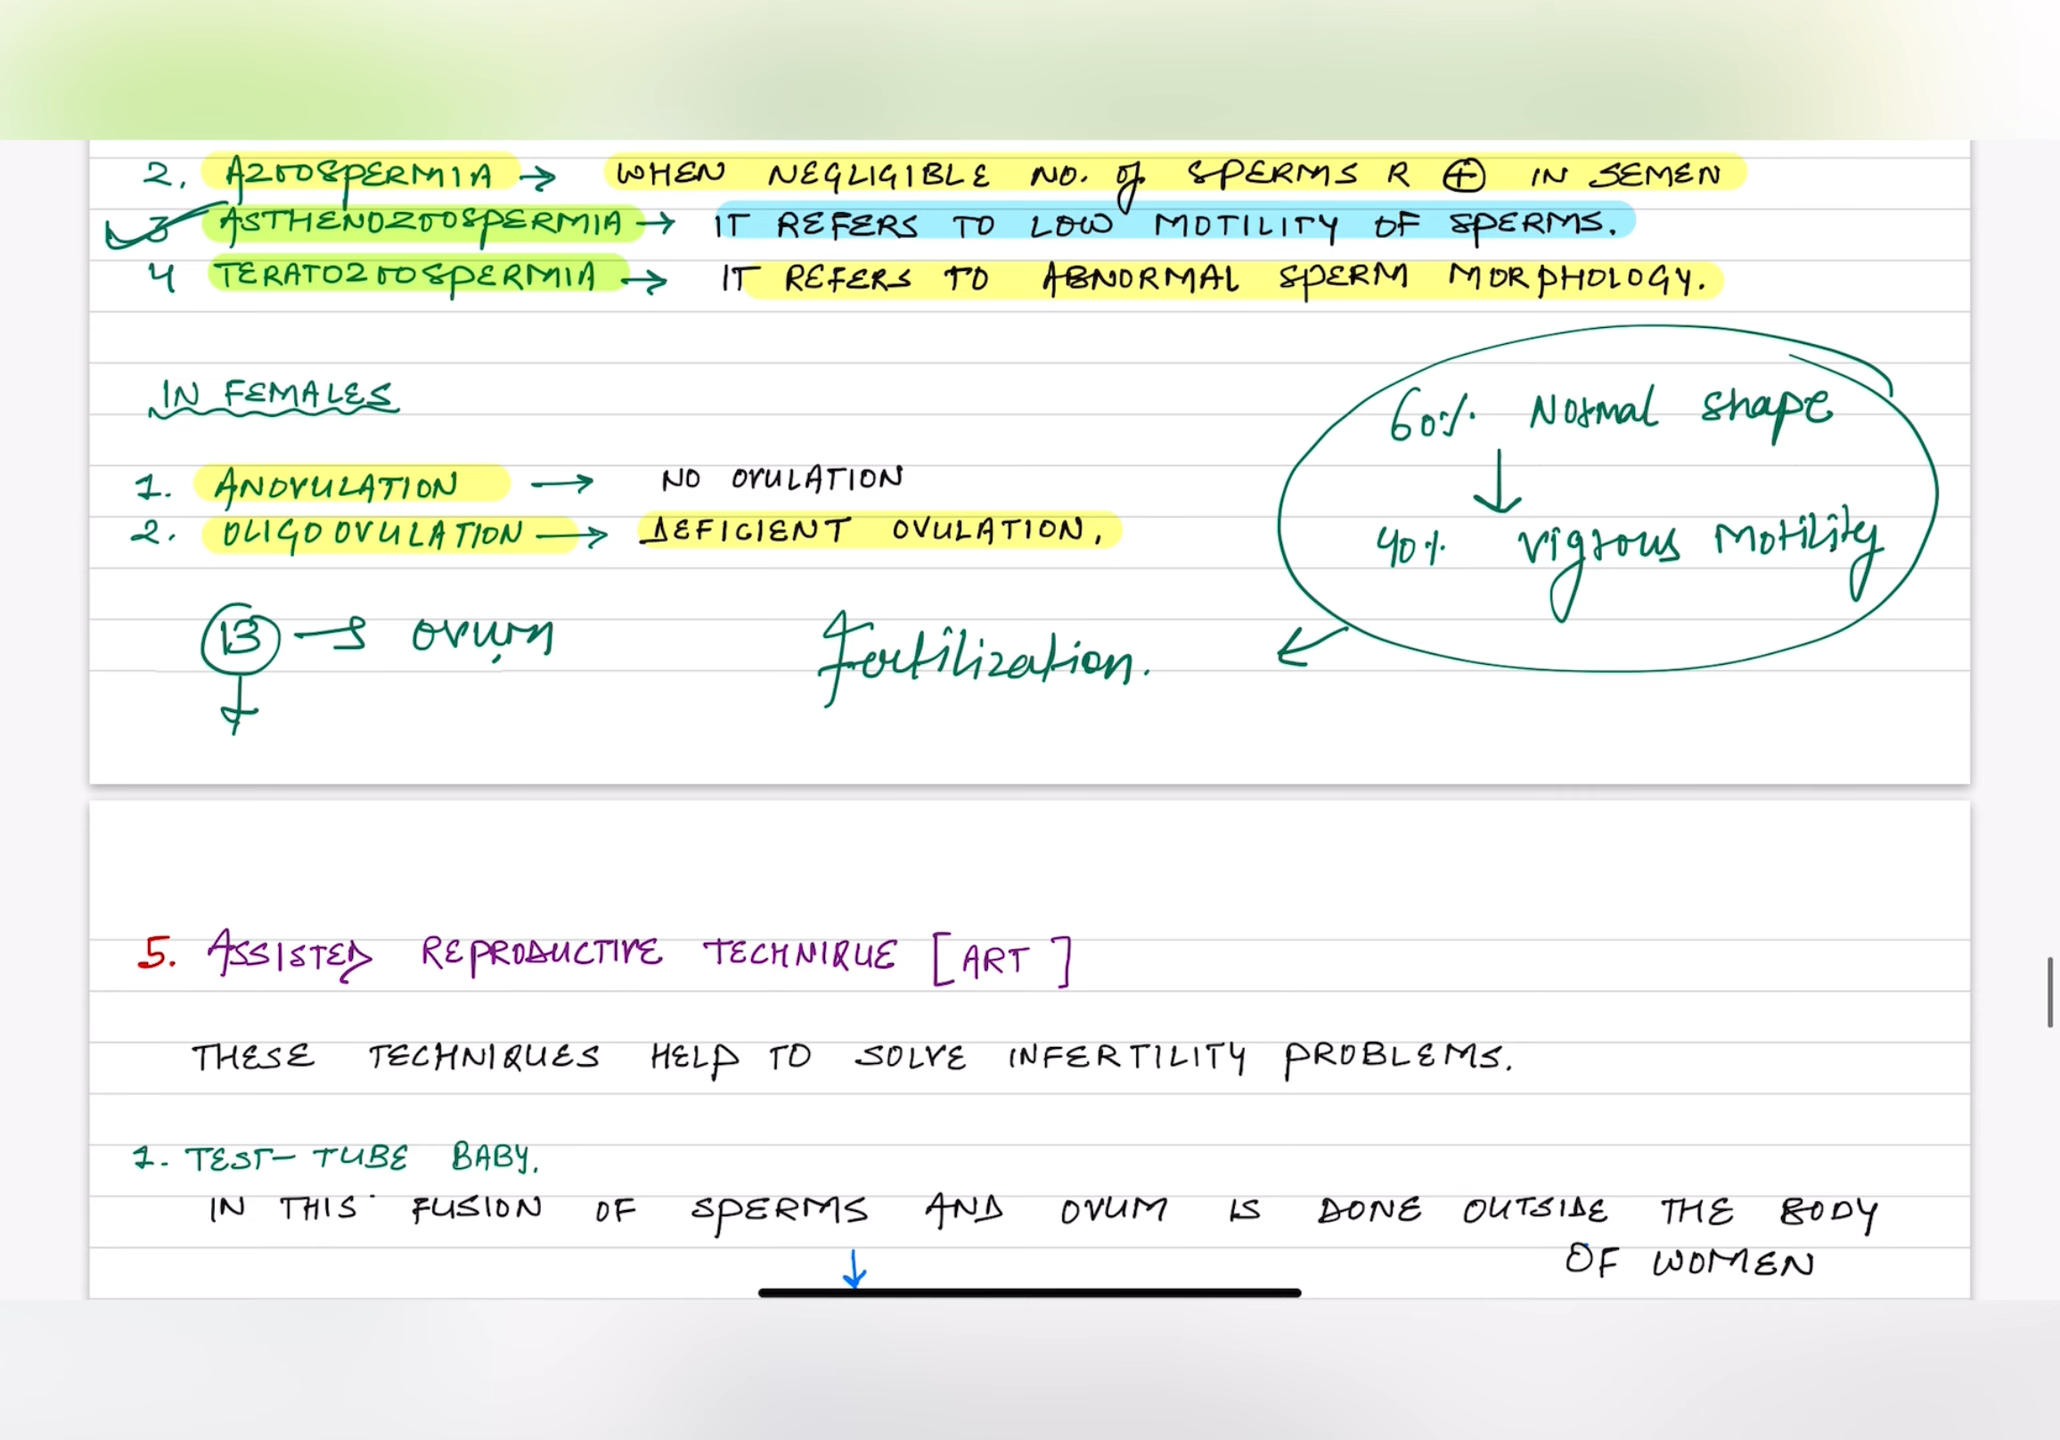 2. AZOOSPERMIA → WHEN NEGLIGIBLE NO. of SPERMS R ⊕ IN SEMEN
3 ASTHENOZOOSPERMIA → IT REFERS TO LOW MOTILITY OF SPERMS.
4 TERATOZOOSPERMIA → IT REFERS TO ABNORMAL SPERM MORPHOLOGY.
IN FEMALES
60% Normal shape
↓
1. ANOVULATION → NO OVULATION
2. OLIGOOVULATION → DEFICIENT OVULATION.
40% vigrous Motility
13 → ovum
fertilization.
5. ASSISTED REPRODUCTIVE TECHNIQUE [ART]
THESE TECHNIQUES HELP TO SOLVE INFERTILITY PROBLEMS.
1. TEST-TUBE BABY.
IN THIS FUSION OF SPERMS AND OVUM IS DONE OUTSIDE THE BODY
OF WOMEN